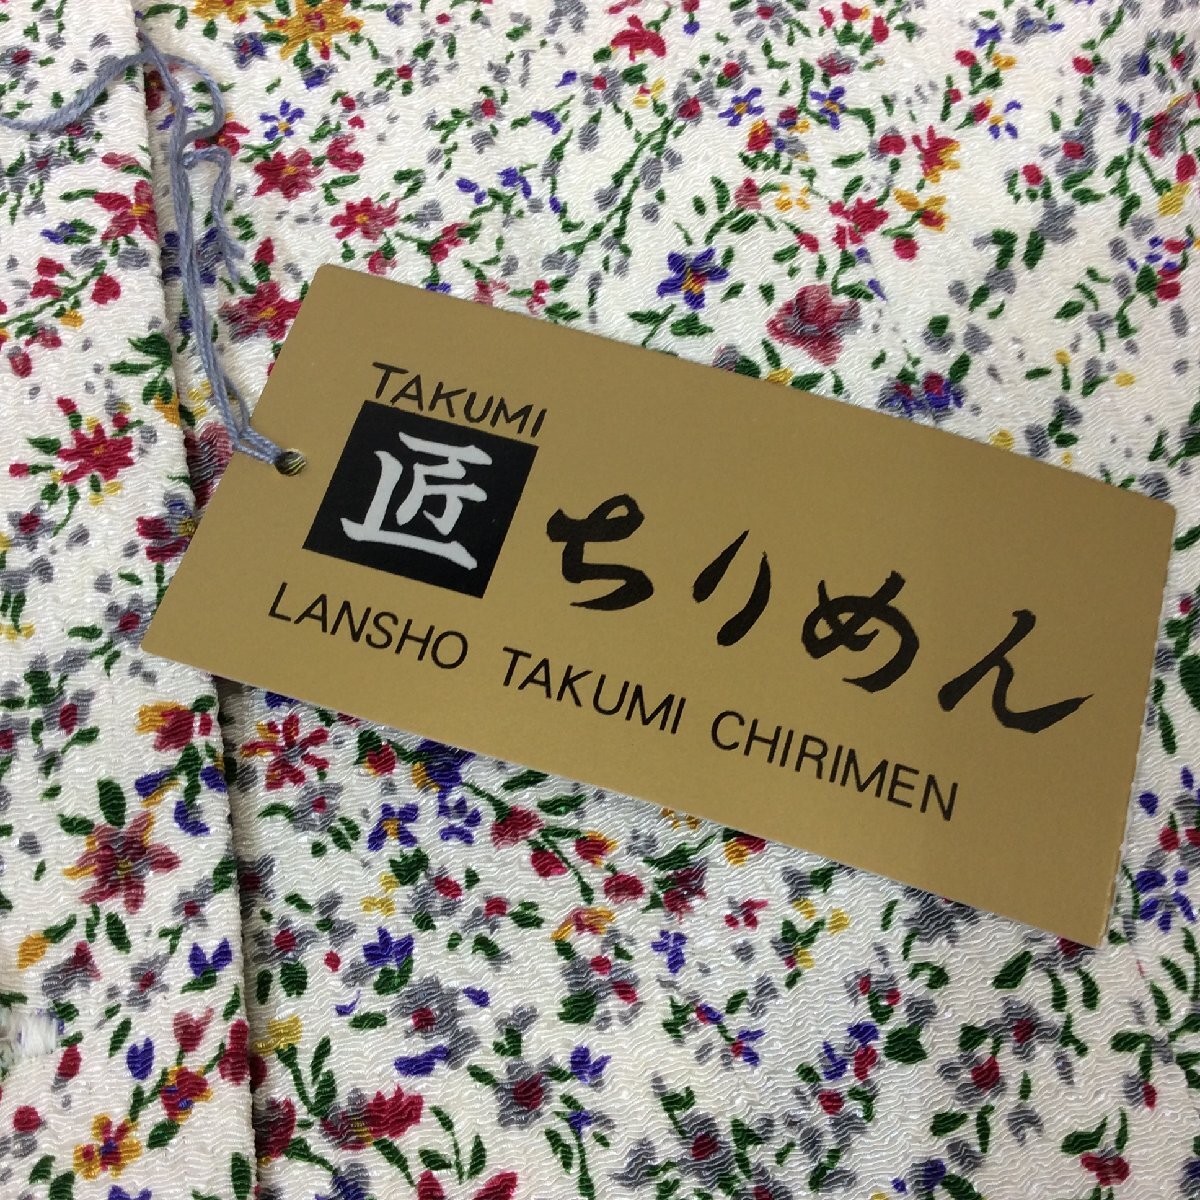 TAKUMI
匠 ちりめん
LANSHO TAKUMI CHIRIMEN